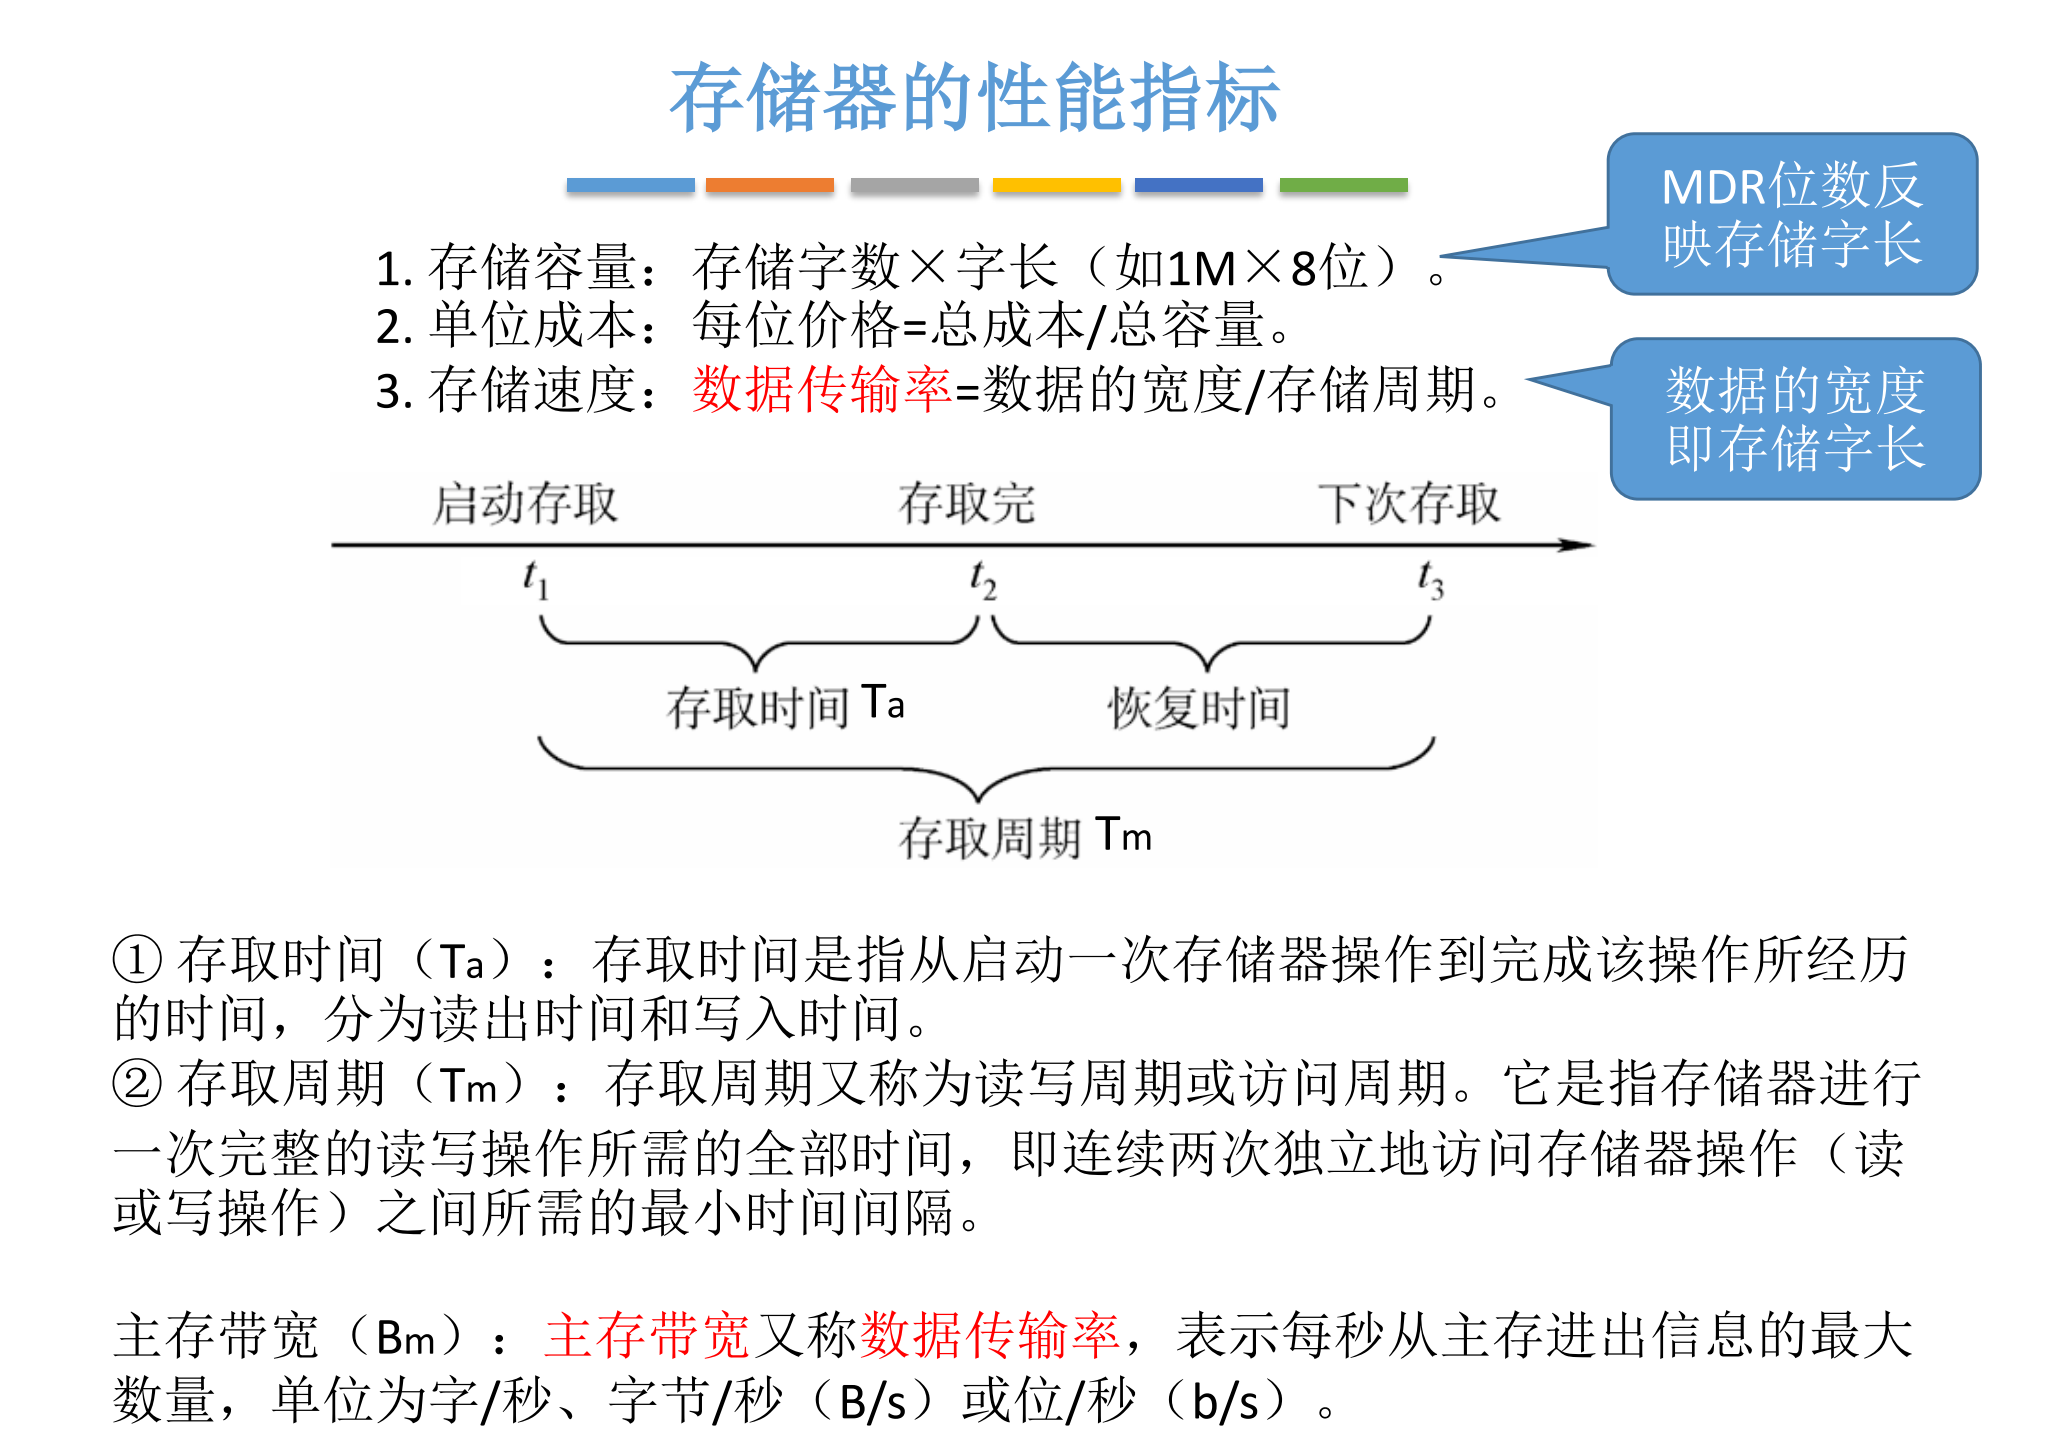 存储器的性能指标
MDR位数反
映存储字长
1. 存储容量：存储字数×字长（如1M×8位）。
2. 单位成本：每位价格=总成本/总容量。
3. 存储速度：数据传输率=数据的宽度/存储周期。
数据的宽度
即存储字长
启动存取 存取完 下次存取
t1 t2 t3
存取时间 Ta 恢复时间
存取周期 Tm
① 存取时间（Ta）：存取时间是指从启动一次存储器操作到完成该操作所经历
的时间，分为读出时间和写入时间。
② 存取周期（Tm）：存取周期又称为读写周期或访问周期。它是指存储器进行
一次完整的读写操作所需的全部时间，即连续两次独立地访问存储器操作（读
或写操作）之间所需的最小时间间隔。
主存带宽（Bm）：主存带宽又称数据传输率，表示每秒从主存进出信息的最大
数量，单位为字/秒、字节/秒（B/s）或位/秒（b/s）。